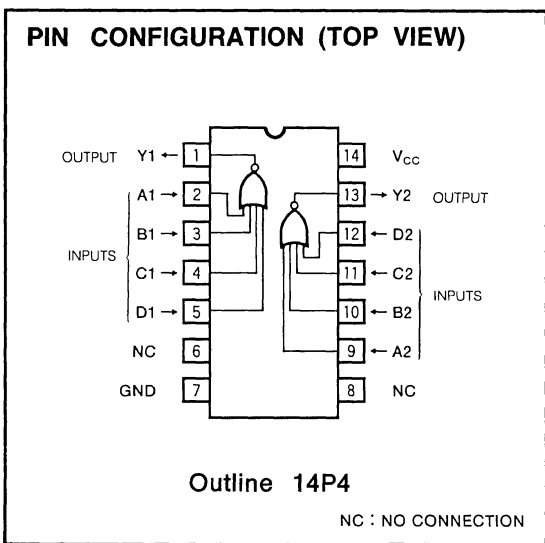 PIN CONFIGURATION (TOP VIEW)
OUTPUT Y1 ← 1
14 V_CC
A1 → 2
13 → Y2 OUTPUT
B1 → 3
12 ← D2
INPUTS
C1 → 4
11 ← C2
INPUTS
D1 → 5
10 ← B2
NC 6
9 ← A2
GND 7
8 NC
Outline 14P4
NC : NO CONNECTION